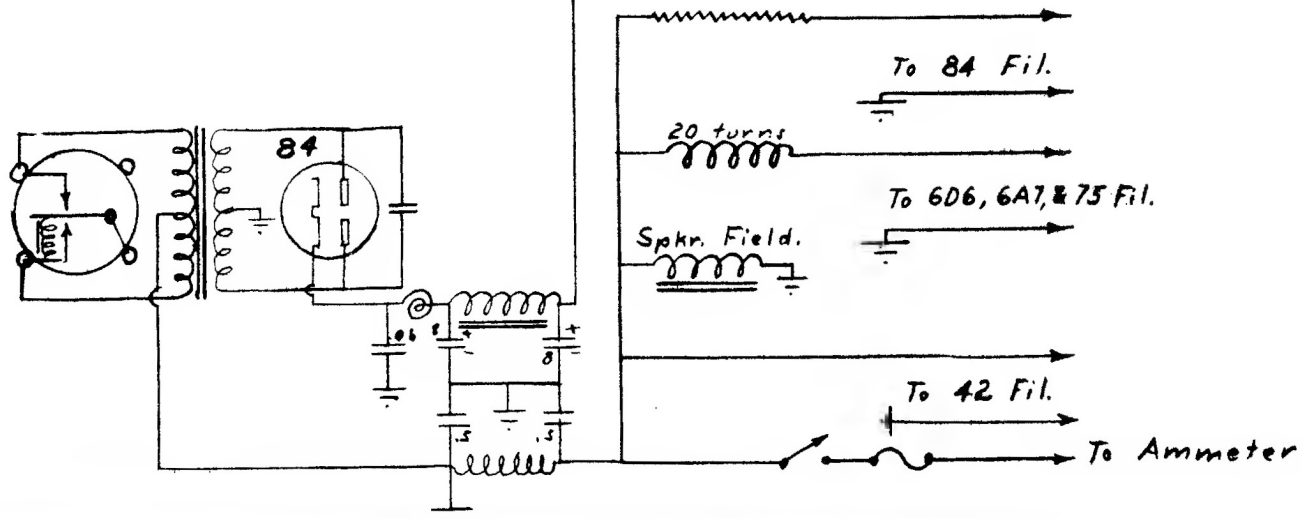 To 84 Fil.
20 turns
84
To 6D6, 6A7, & 75 Fil.
Spkr. Field.
.06
8
+
-
+
-
8
To 42 Fil.
.5
.5
To Ammeter